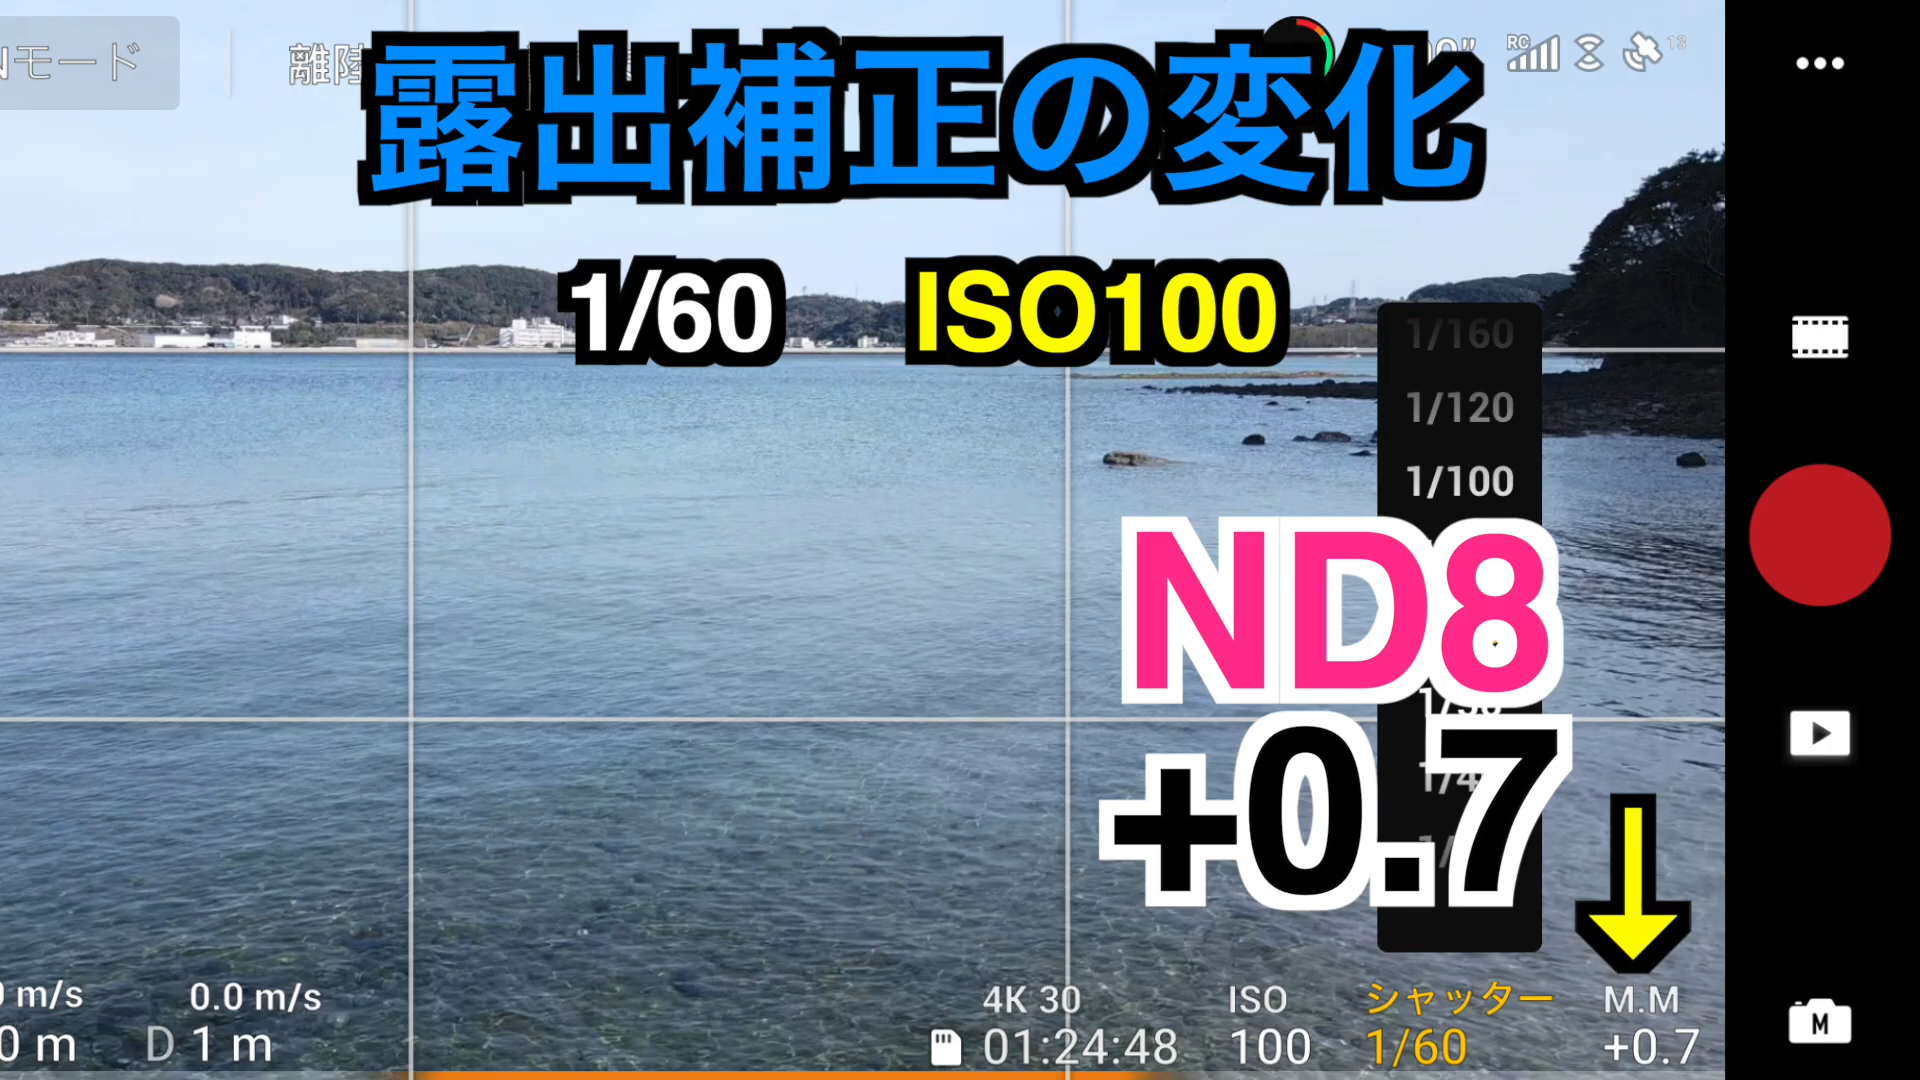 Nモード
離陸
露出補正の変化
RC
13
1/60 ISO100
1/160
1/120
1/100
ND8
+0.7
0.0 m/s
D 1 m
4K 30
01:24:48
ISO
100
シャッター
1/60
M.M
+0.7
M